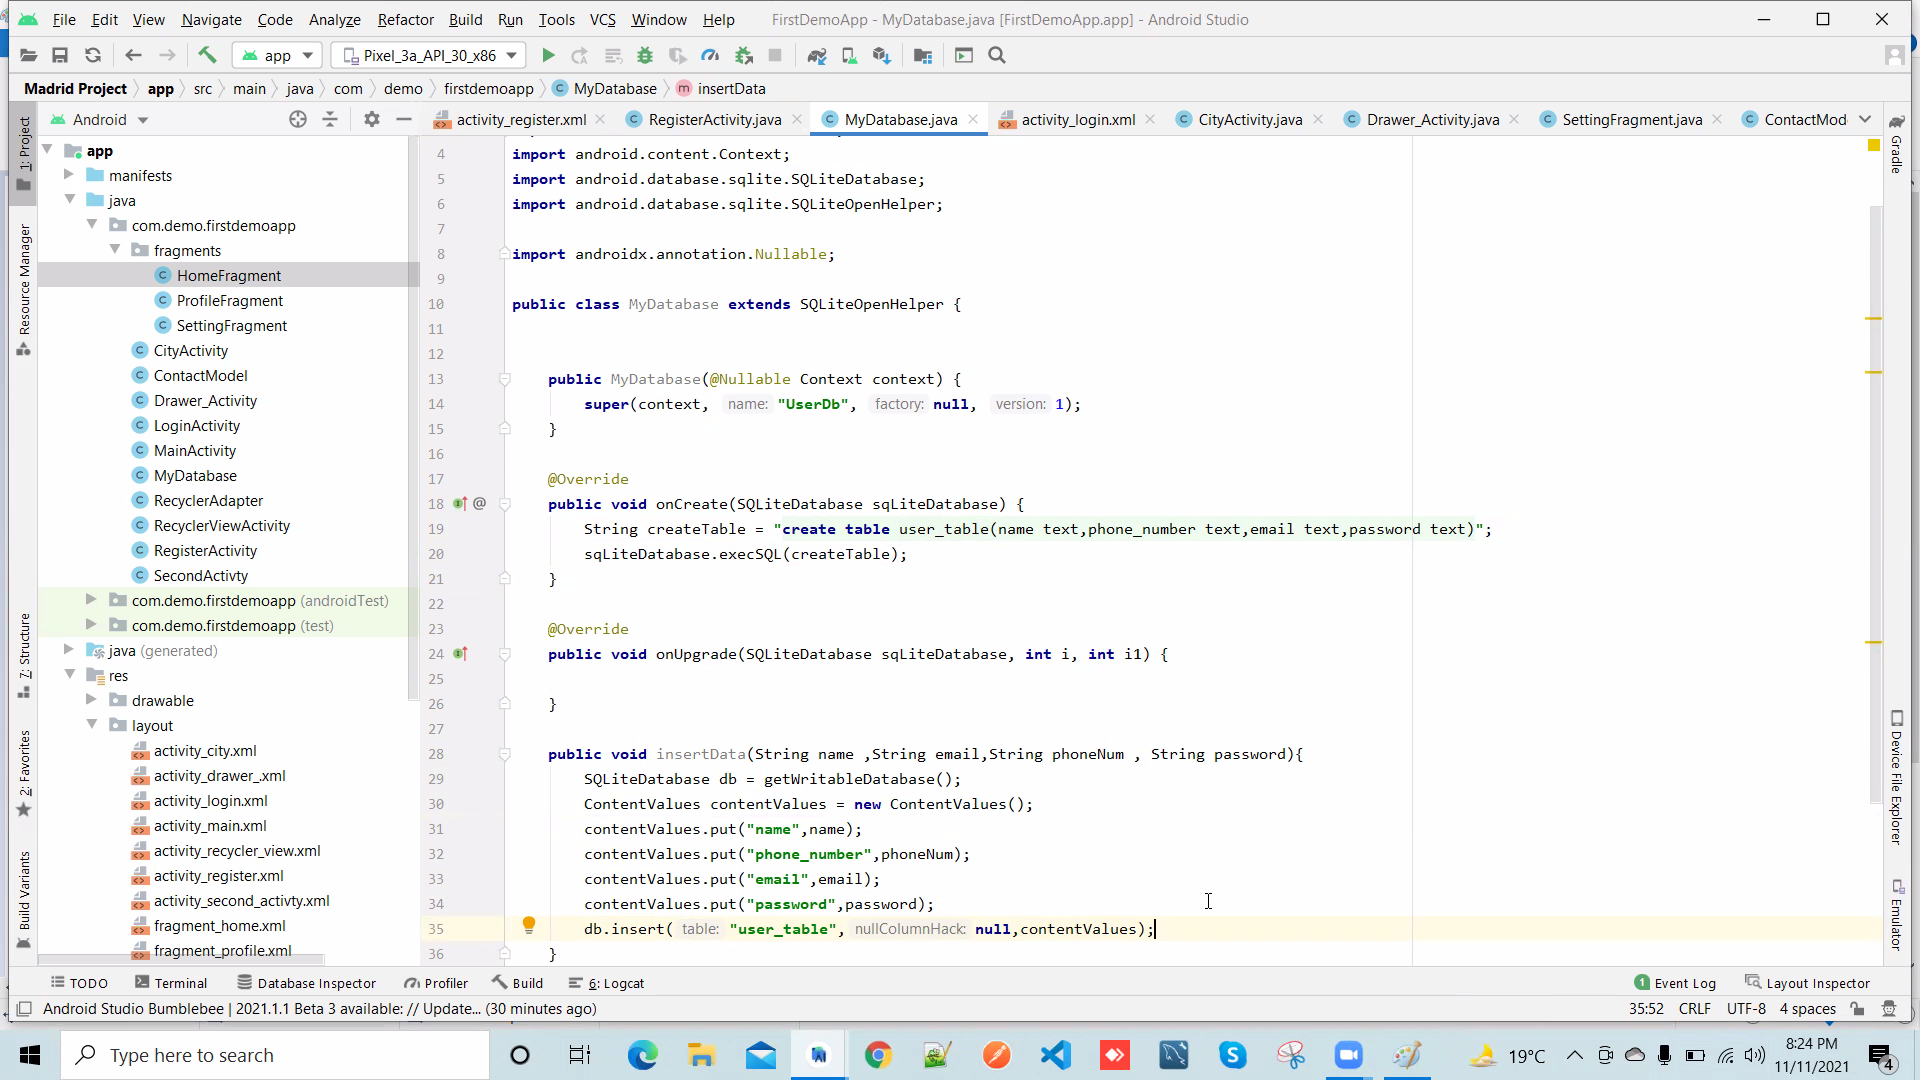 File Edit View Navigate Code Analyze Refactor Build Run Tools VCS Window Help FirstDemoApp - MyDatabase.java [FirstDemoApp.app] - Android Studio
app Pixel_3a_API_30_x86
Madrid Project app src main java com demo firstdemoapp MyDatabase insertData
Android activity_register.xml RegisterActivity.java MyDatabase.java activity_login.xml CityActivity.java Drawer_Activity.java SettingFragment.java ContactMod
1: Project
Resource Manager
7: Structure
2: Favorites
Build Variants
app
manifests
java
com.demo.firstdemoapp
fragments
HomeFragment
ProfileFragment
SettingFragment
CityActivity
ContactModel
Drawer_Activity
LoginActivity
MainActivity
MyDatabase
RecyclerAdapter
RecyclerViewActivity
RegisterActivity
SecondActivty
com.demo.firstdemoapp (androidTest)
com.demo.firstdemoapp (test)
java (generated)
res
drawable
layout
activity_city.xml
activity_drawer_.xml
activity_login.xml
activity_main.xml
activity_recycler_view.xml
activity_register.xml
activity_second_activty.xml
fragment_home.xml
fragment_profile.xml
4 import android.content.Context;
5 import android.database.sqlite.SQLiteDatabase;
6 import android.database.sqlite.SQLiteOpenHelper;
7
8 import androidx.annotation.Nullable;
9
10 public class MyDatabase extends SQLiteOpenHelper {
11
12
13 public MyDatabase(@Nullable Context context) {
14 super(context, name: "UserDb", factory: null, version: 1);
15 }
16
17 @Override
18 @ public void onCreate(SQLiteDatabase sqLiteDatabase) {
19 String createTable = "create table user_table(name text,phone_number text,email text,password text)";
20 sqLiteDatabase.execSQL(createTable);
21 }
22
23 @Override
24 public void onUpgrade(SQLiteDatabase sqLiteDatabase, int i, int i1) {
25
26 }
27
28 public void insertData(String name ,String email,String phoneNum , String password){
29 SQLiteDatabase db = getWritableDatabase();
30 ContentValues contentValues = new ContentValues();
31 contentValues.put("name",name);
32 contentValues.put("phone_number",phoneNum);
33 contentValues.put("email",email);
34 contentValues.put("password",password);
35 db.insert( table: "user_table", nullColumnHack: null,contentValues);
36 }
Gradle
Device File Explorer
Emulator
TODO Terminal Database Inspector Profiler Build 6: Logcat 1 Event Log Layout Inspector
Android Studio Bumblebee | 2021.1.1 Beta 3 available: // Update... (30 minutes ago) 35:52 CRLF UTF-8 4 spaces
Type here to search 19°C 8:24 PM
11/11/2021 4